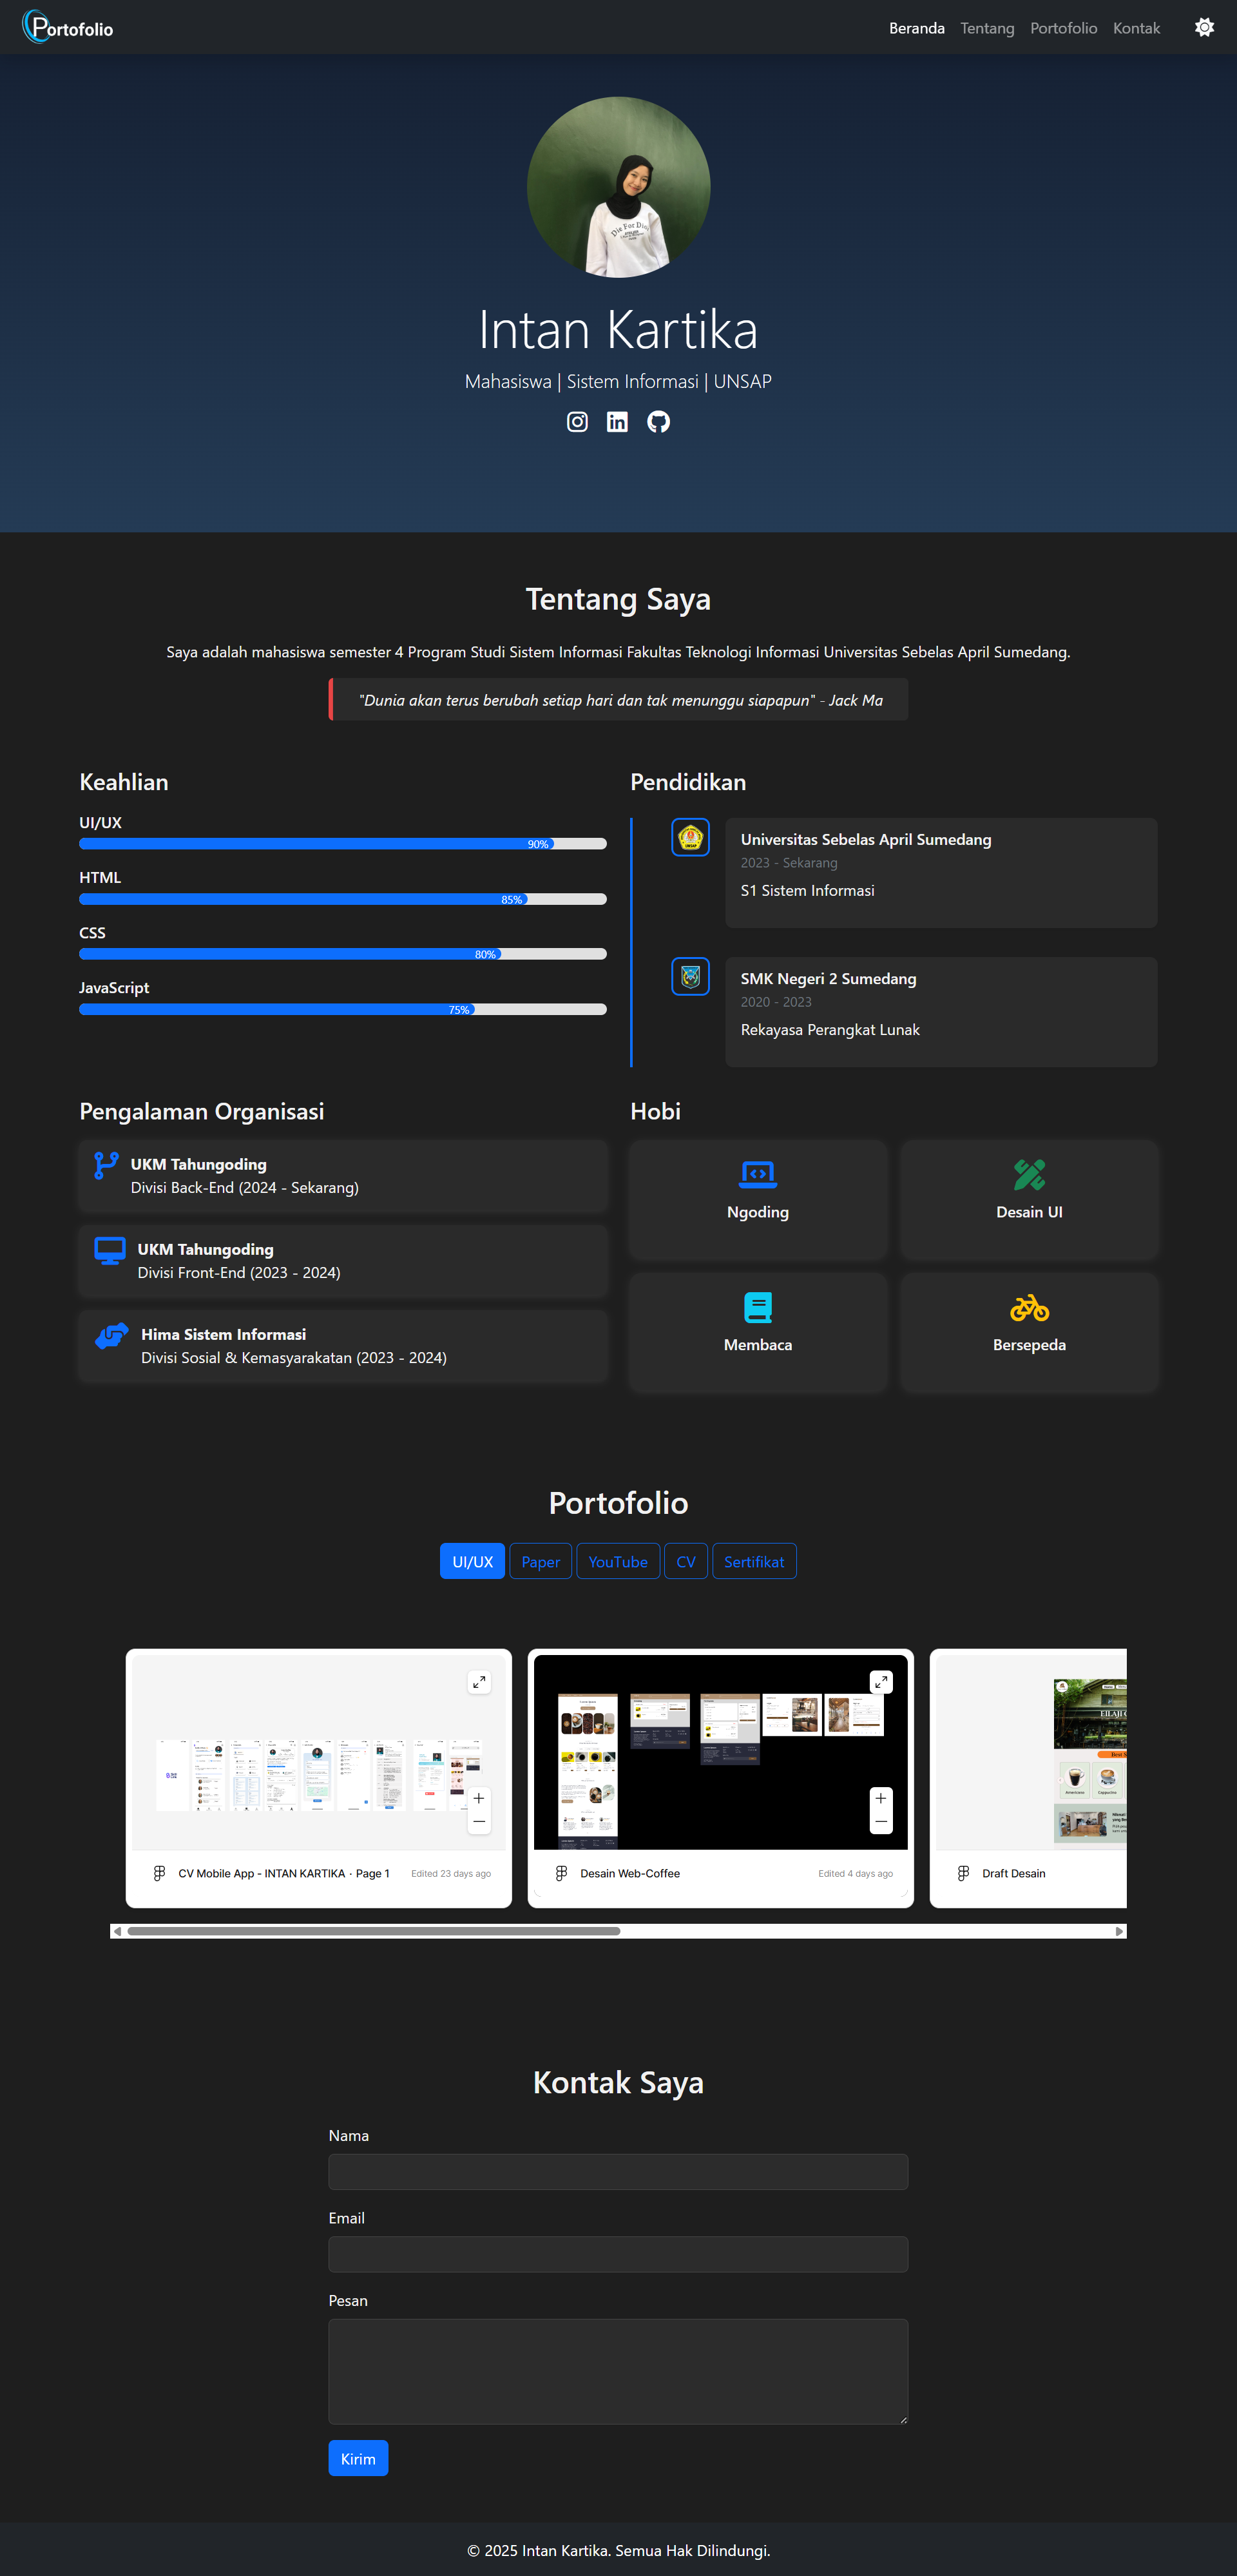 Portofolio
Beranda Tentang Portofolio Kontak
Die For Dior
Intan Kartika
Mahasiswa | Sistem Informasi | UNSAP
Tentang Saya
Saya adalah mahasiswa semester 4 Program Studi Sistem Informasi Fakultas Teknologi Informasi Universitas Sebelas April Sumedang.
"Dunia akan terus berubah setiap hari dan tak menunggu siapapun" - Jack Ma
Keahlian
UI/UX
90%
HTML
85%
CSS
80%
JavaScript
75%
Pendidikan
Universitas Sebelas April Sumedang
2023 - Sekarang
S1 Sistem Informasi
SMK Negeri 2 Sumedang
2020 - 2023
Rekayasa Perangkat Lunak
Pengalaman Organisasi
UKM Tahungoding
Divisi Back-End (2024 - Sekarang)
UKM Tahungoding
Divisi Front-End (2023 - 2024)
Hima Sistem Informasi
Divisi Sosial & Kemasyarakatan (2023 - 2024)
Hobi
Ngoding
Desain UI
Membaca
Bersepeda
Portofolio
UI/UX Paper YouTube CV Sertifikat
CV Mobile App - INTAN KARTIKA · Page 1 Edited 23 days ago
Desain Web-Coffee Edited 4 days ago
Best S
Americano Cappucino
Draft Desain
Kontak Saya
Nama
Email
Pesan
Kirim
© 2025 Intan Kartika. Semua Hak Dilindungi.